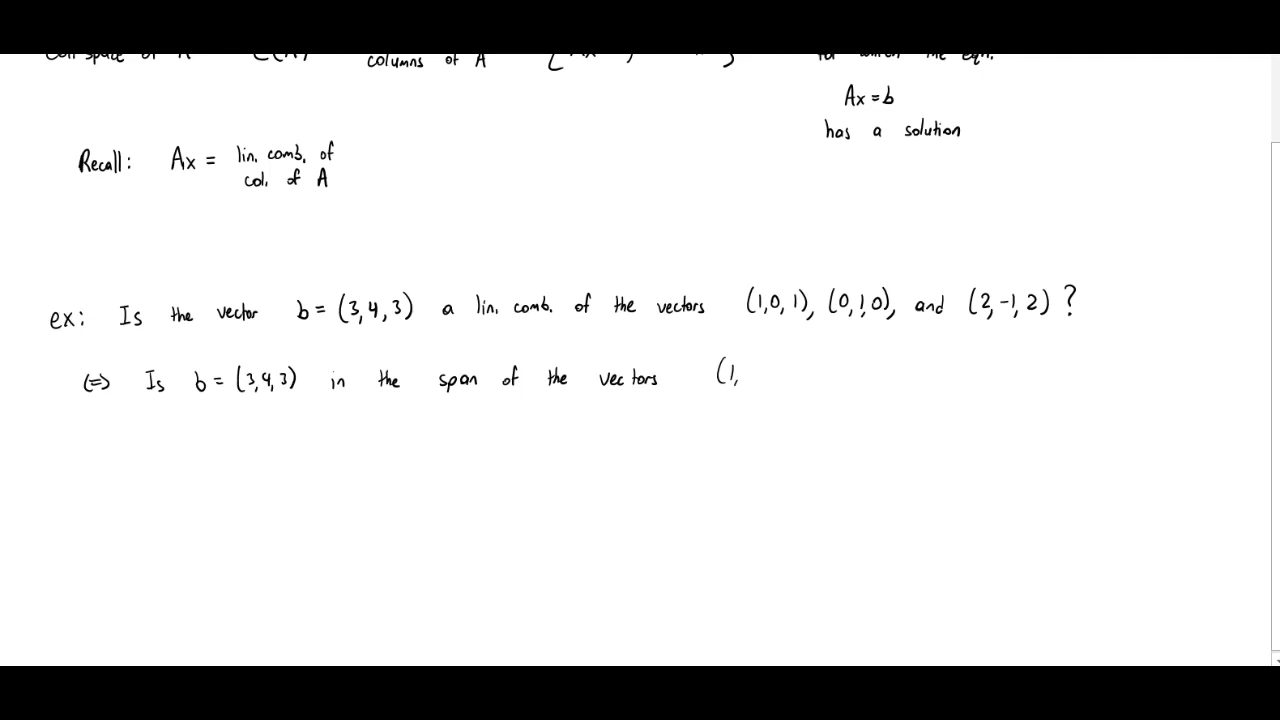 columns of A
Ax = b
has a solution
Recall: Ax = lin. comb. of
col. of A
ex: Is the vector b = (3, 4, 3) a lin. comb. of the vectors (1, 0, 1), (0, 1, 0), and (2, -1, 2) ?
(=) Is b = (3, 4, 3) in the span of the vectors (1,